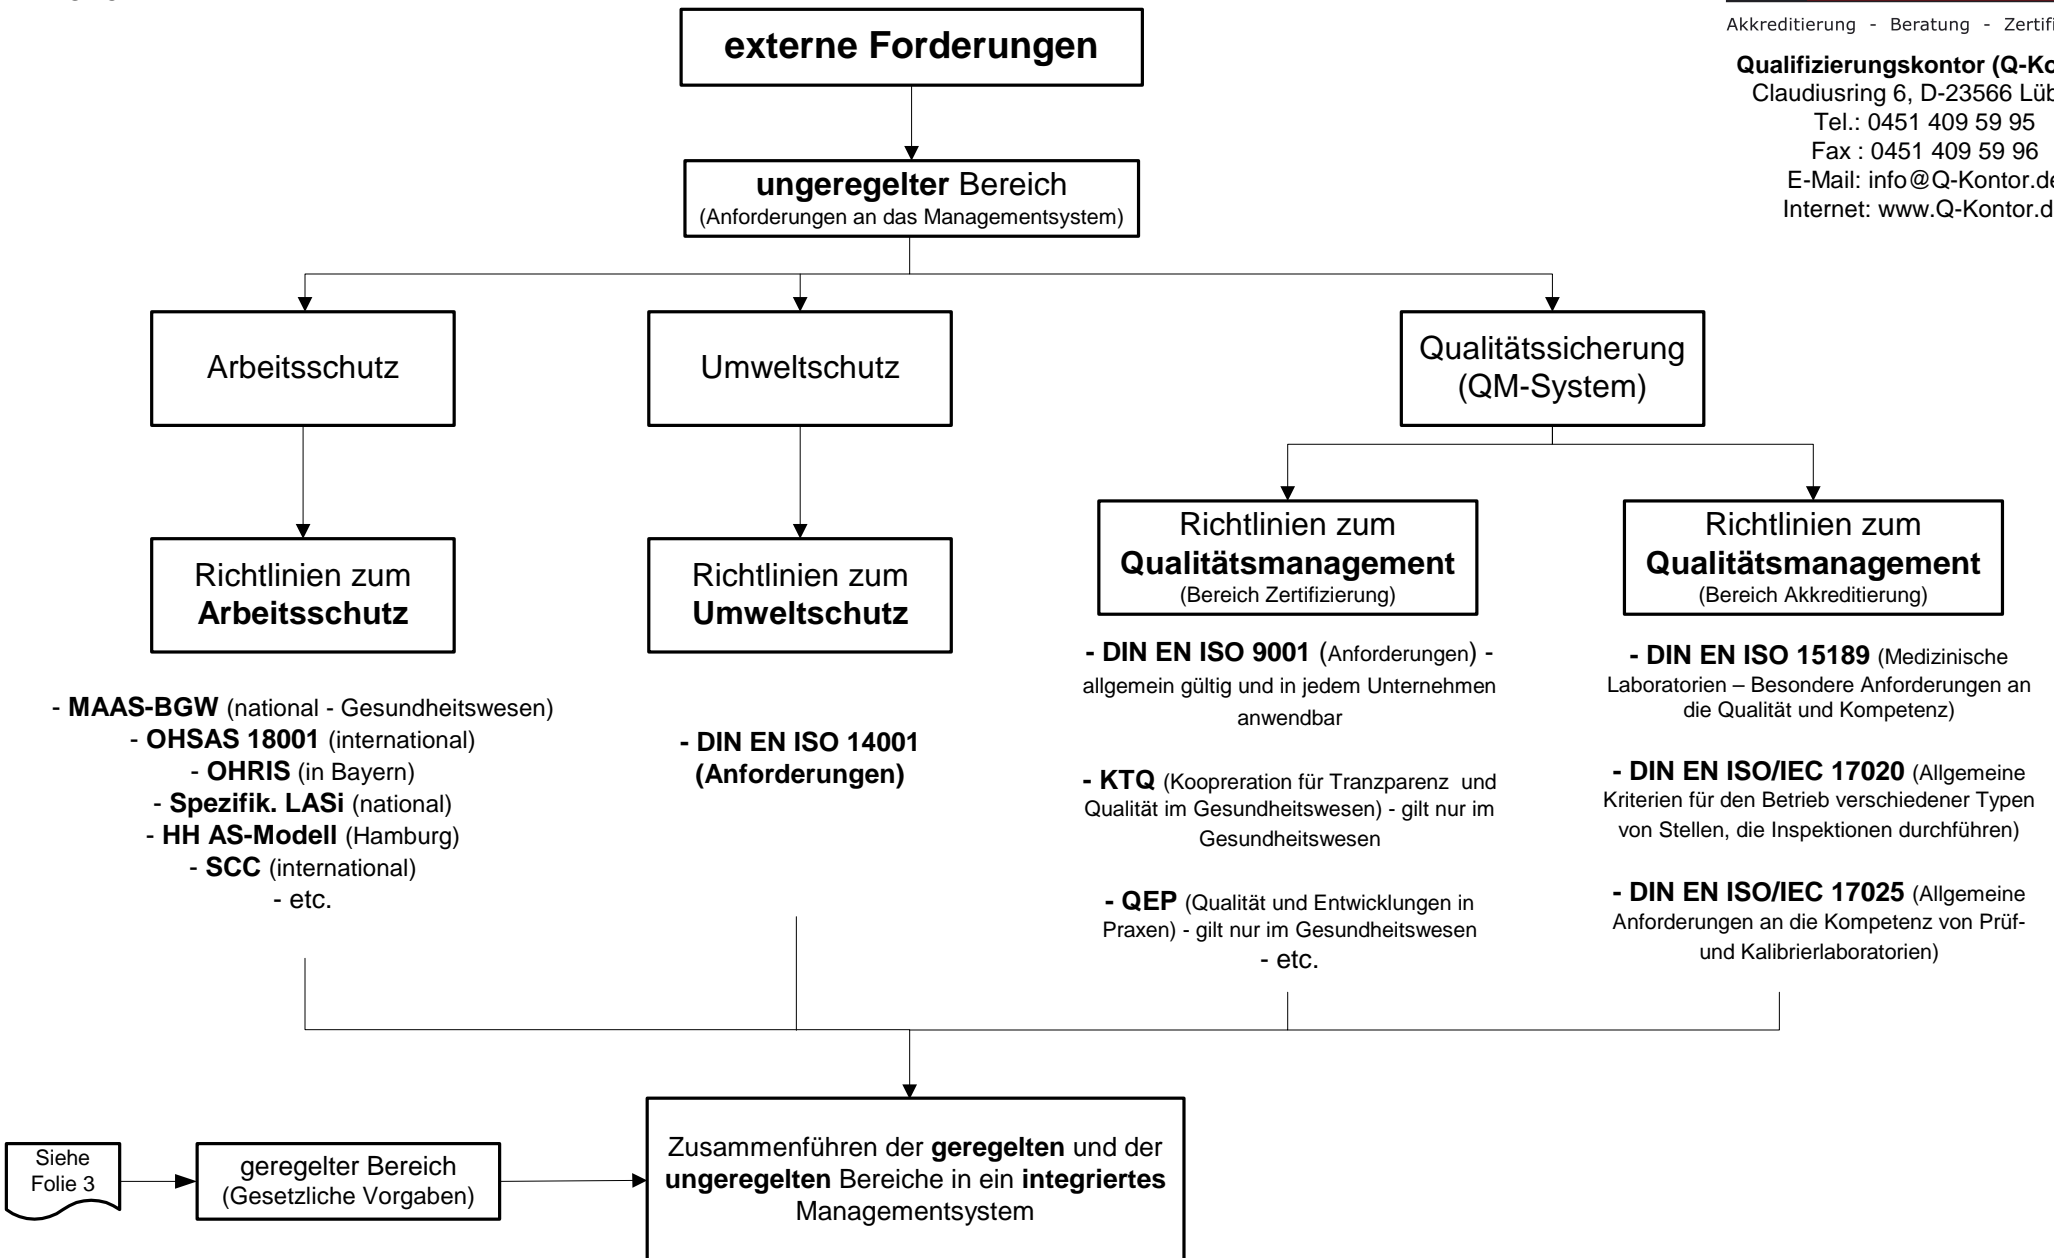 externe Forderungen
Akkreditierung - Beratung -
Qualifizierungskontor
Claudiusring 6, D-23566
Tel.: 0451 409 59 95
Fax : 0451 409 59 96
E-Mail:
Internet:
ungeregelter Bereich
(Anforderungen an das Managementsystem)
Arbeitsschutz
Umweltschutz
Qualitätssicherung
(QM-System)
Richtlinien zum
Arbeitsschutz
Richtlinien zum
Umweltschutz
Richtlinien zum
Qualitätsmanagement
(Bereich Zertifizierung)
Richtlinien zum
Qualitätsmanagement
(Bereich Akkreditierung)
- MAAS-BGW (national - Gesundheitswesen)
- OHSAS 18001 (international)
- OHRIS (in Bayern)
- Spezifik. LASi (national)
- HH AS-Modell (Hamburg)
- SCC (international)
- etc.
- DIN EN ISO 14001
(Anforderungen)
- DIN EN ISO 9001 (Anforderungen) -
allgemein gültig und in jedem Unternehmen
anwendbar
- KTQ (Koopreration für Tranzparenz und
Qualität im Gesundheitswesen) - gilt nur im
Gesundheitswesen
- QEP (Qualität und Entwicklungen in
Praxen) - gilt nur im Gesundheitswesen
- etc.
- DIN EN ISO 15189 (Medizinische
Laboratorien – Besondere Anforderungen an
die Qualität und Kompetenz)
- DIN EN ISO/IEC 17020 (Allgemeine
Kriterien für den Betrieb verschiedener Typen
von Stellen, die Inspektionen durchführen)
- DIN EN ISO/IEC 17025 (Allgemeine
Anforderungen an die Kompetenz von Prüf-
und Kalibrierlaboratorien)
Siehe
Folie 3
geregelter Bereich
(Gesetzliche Vorgaben)
Zusammenführen der geregelten und der
ungeregelten Bereiche in ein integriertes
Managementsystem